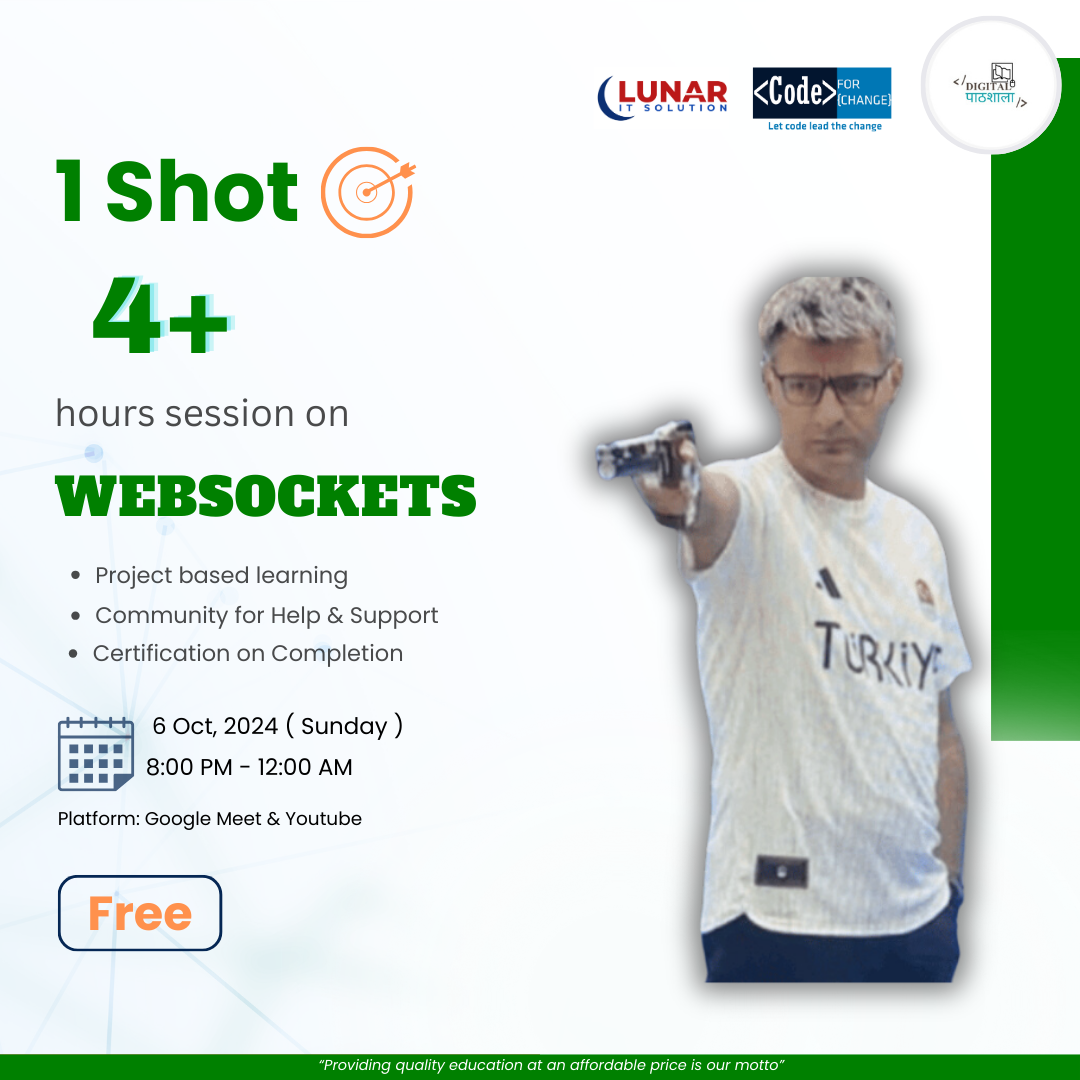 LUNAR
IT SOLUTION
<Code> FOR {CHANGE}
Let code lead the change
</DIGITAL
पाठशाला />
1 Shot
4+
hours session on
WEBSOCKETS
• Project based learning
• Community for Help & Support
• Certification on Completion
6 Oct, 2024 ( Sunday )
8:00 PM - 12:00 AM
Platform: Google Meet & Youtube
Free
TÜRKİY
“Providing quality education at an affordable price is our motto”